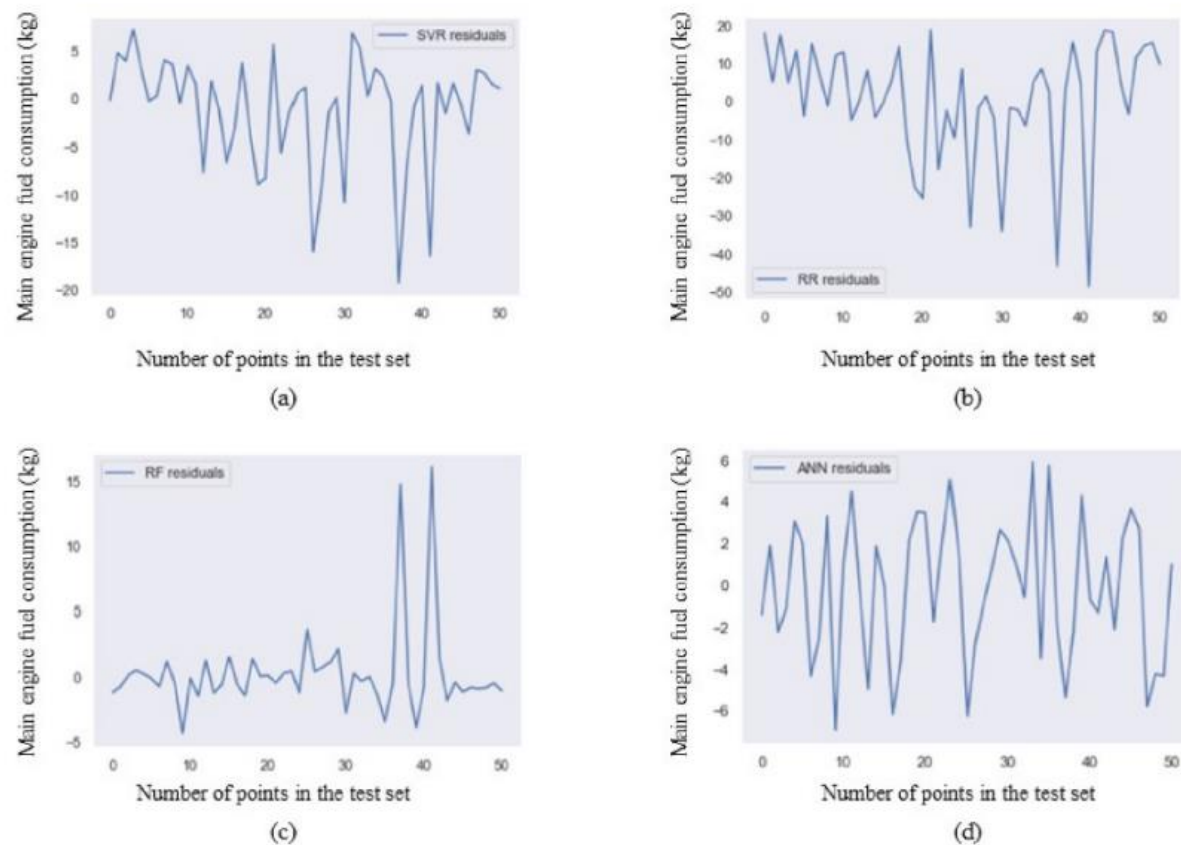 Main engine fuel consumption (kg)
SVR residuals
5
0
−5
−10
−15
−20
0 10 20 30 40 50
Number of points in the test set
(a)
Main engine fuel consumption (kg)
20
10
0
−10
−20
−30
−40
−50
RR residuals
0 10 20 30 40 50
Number of points in the test set
(b)
Main engine fuel consumption (kg)
RF residuals
15
10
5
0
−5
0 10 20 30 40 50
Number of points in the test set
(c)
Main engine fuel consumption (kg)
ANN residuals
6
4
2
0
−2
−4
−6
0 10 20 30 40 50
Number of points in the test set
(d)